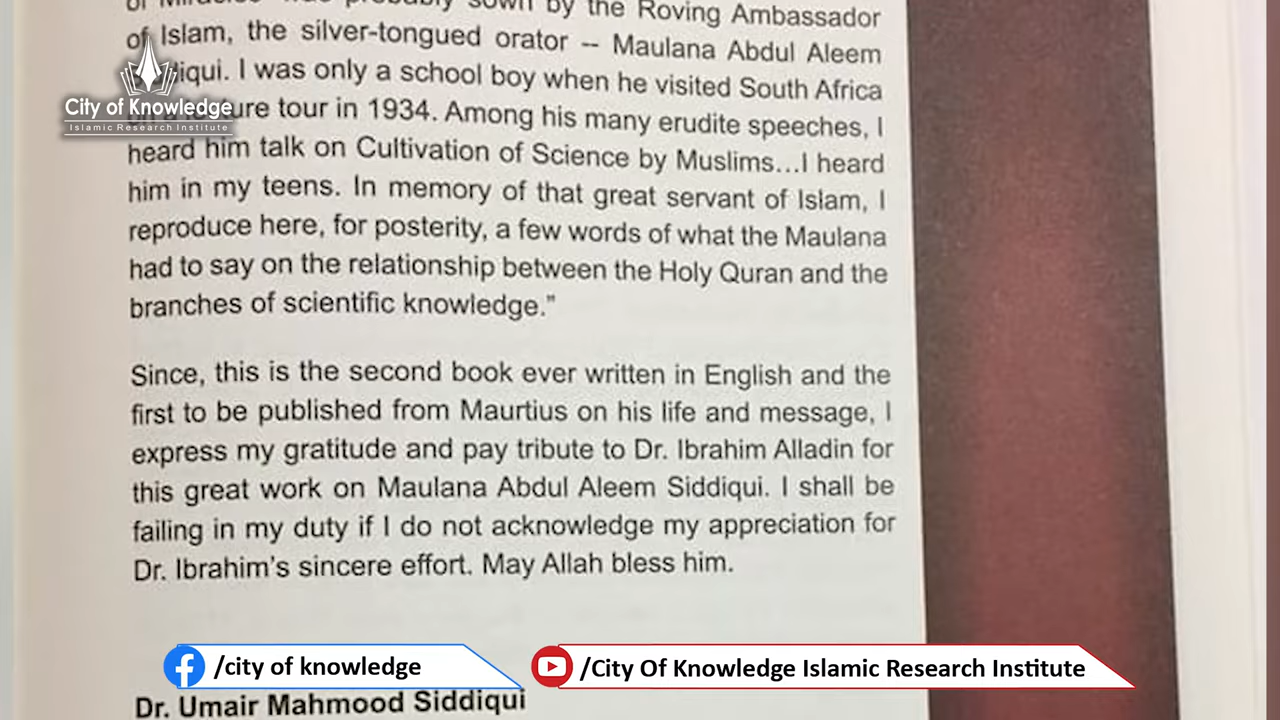 by the Roving Ambassador
of Islam, the silver-tongued orator -- Maulana Abdul Aleem
I was only a school boy when he visited South Africa
tour in 1934. Among his many erudite speeches, I
heard him talk on Cultivation of Science by Muslims...I heard
him in my teens. In memory of that great servant of Islam, I
reproduce here, for posterity, a few words of what the Maulana
had to say on the relationship between the Holy Quran and the
branches of scientific knowledge."
Since, this is the second book ever written in English and the
first to be published from Maurtius on his life and message, I
express my gratitude and pay tribute to Dr. Ibrahim Alladin for
this great work on Maulana Abdul Aleem Siddiqui. I shall be
failing in my duty if I do not acknowledge my appreciation for
Dr. Ibrahim's sincere effort. May Allah bless him.
Dr. Umair Mahmood Siddiqui
City of Knowledge
Islamic Research Institute
/city of knowledge
/City Of Knowledge Islamic Research Institute